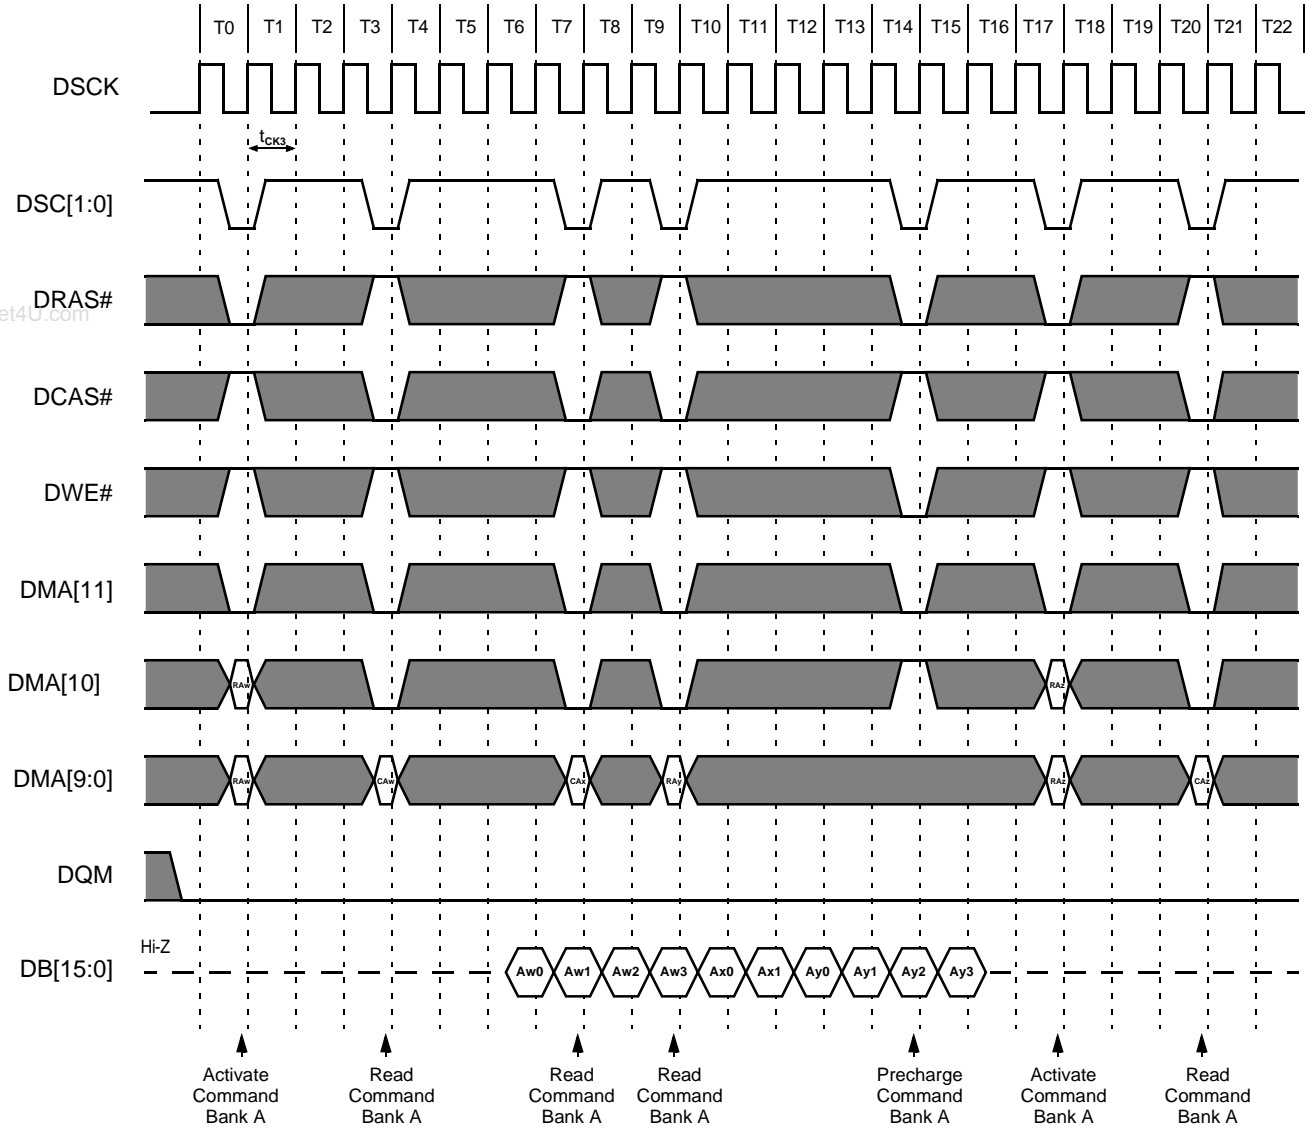 T0 T1 T2 T3 T4 T5 T6 T7 T8 T9 T10 T11 T12 T13 T14 T15 T16 T17 T18 T19 T20 T21 T22
DSCK
tCK3
DSC[1:0]
DRAS#
et4U.com
DCAS#
DWE#
DMA[11]
DMA[10]
RAw RAz
DMA[9:0]
RAw CAw CAx RAy RAz CAz
DQM
Hi-Z
DB[15:0]
Aw0 Aw1 Aw2 Aw3 Ax0 Ax1 Ay0 Ay1 Ay2 Ay3
Activate Command Bank A
Read Command Bank A
Read Command Bank A
Read Command Bank A
Precharge Command Bank A
Activate Command Bank A
Read Command Bank A